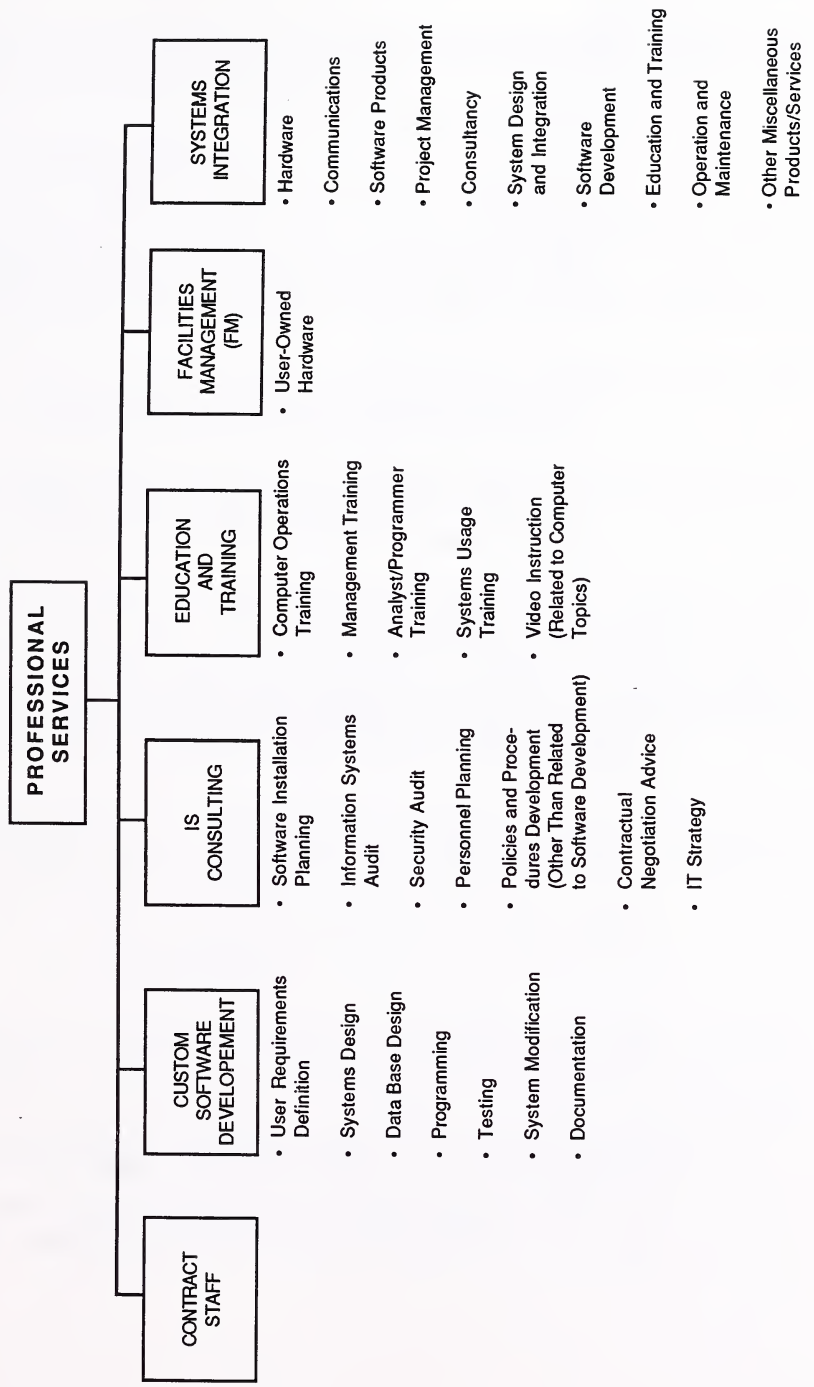 PROFESSIONAL
SERVICES
CONTRACT
STAFF
CUSTOM
SOFTWARE
DEVELOPEMENT
• User Requirements
Definition
• Systems Design
• Data Base Design
• Programming
• Testing
• System Modification
• Documentation
IS
CONSULTING
• Software Installation
Planning
• Information Systems
Audit
• Security Audit
• Personnel Planning
• Policies and Proce-
dures Development
(Other Than Related
to Software Development)
• Contractual
Negotiation Advice
• IT Strategy
EDUCATION
AND
TRAINING
• Computer Operations
Training
• Management Training
• Analyst/Programmer
Training
• Systems Usage
Training
• Video Instruction
(Related to Computer
Topics)
FACILITIES
MANAGEMENT
(FM)
• User-Owned
Hardware
SYSTEMS
INTEGRATION
• Hardware
• Communications
• Software Products
• Project Management
• Consultancy
• System Design
and Integration
• Software
Development
• Education and Training
• Operation and
Maintenance
• Other Miscellaneous
Products/Services